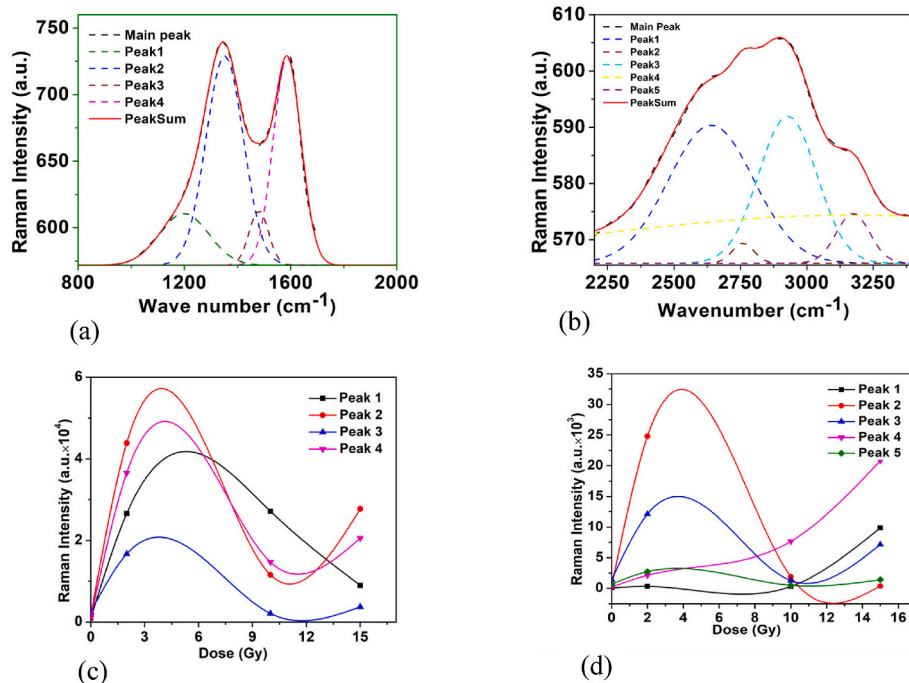 750
700
650
600
800 1200 1600 2000
Raman Intensity (a.u.)
Wave number (cm-1)
Main peak
Peak1
Peak2
Peak3
Peak4
PeakSum
(a)
610
600
590
580
570
2250 2500 2750 3000 3250
Raman Intensity (a.u.)
Wavenumber (cm-1)
Main Peak
Peak1
Peak2
Peak3
Peak4
Peak5
PeakSum
(b)
6
4
2
0
0 3 6 9 12 15
Raman Intensity (a.u.×104)
Dose (Gy)
Peak 1
Peak 2
Peak 3
Peak 4
(c)
35
30
25
20
15
10
5
0
0 2 4 6 8 10 12 14 16
Raman Intensity (a.u.×103)
Dose (Gy)
Peak 1
Peak 2
Peak 3
Peak 4
Peak 5
(d)